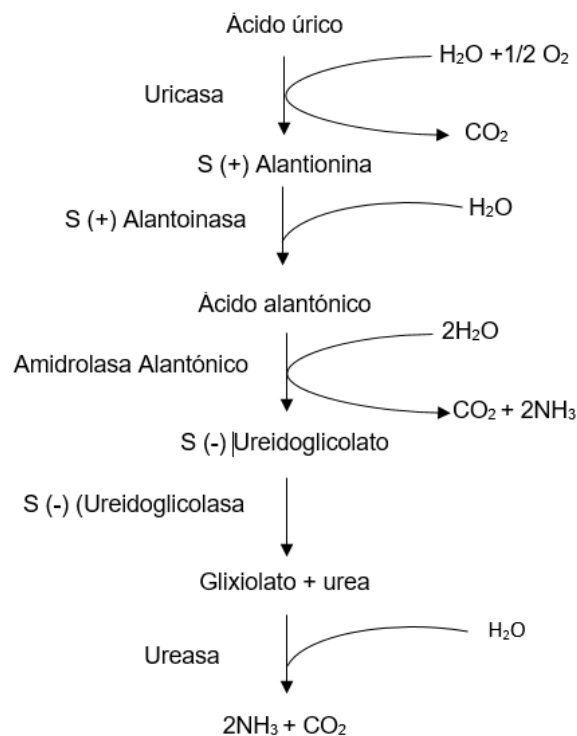 Ácido úrico
H₂O +1/2 O₂
Uricasa
CO₂
S (+) Alantionina
S (+) Alantoinasa
H₂O
Ácido alantónico
2H₂O
Amidrolasa Alantónico
CO₂ + 2NH₃
S (-) Ureidoglicolato
S (-) (Ureidoglicolasa
Glixiolato + urea
H₂O
Ureasa
2NH₃ + CO₂